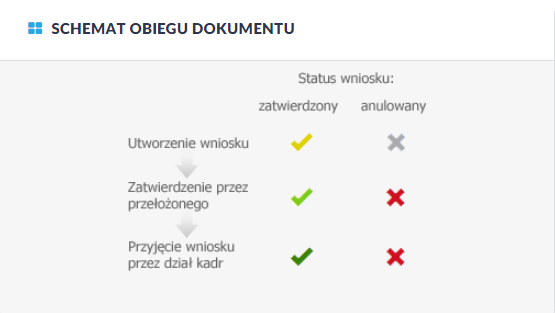 SCHEMAT OBIEGU DOKUMENTU
Status wniosku:
zatwierdzony anulowany
Utworzenie wniosku
Zatwierdzenie przez
przełożonego
Przyjęcie wniosku
przez dział kadr